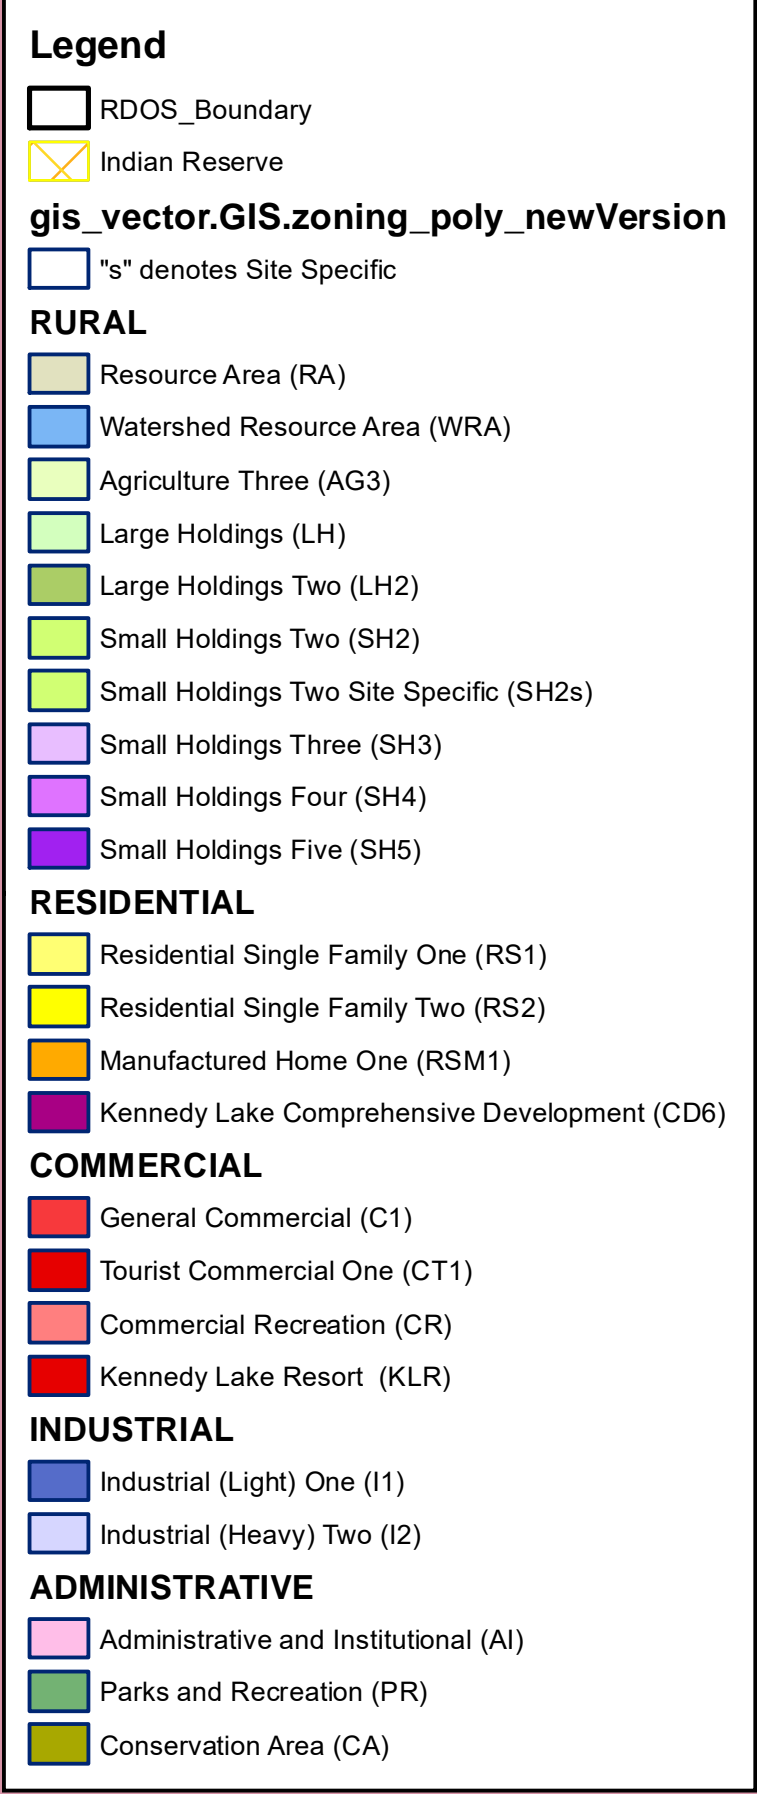 Legend
RDOS_Boundary
Indian Reserve
gis_vector.GIS.zoning_poly_newVersion
"s" denotes Site Specific
RURAL
Resource Area (RA)
Watershed Resource Area (WRA)
Agriculture Three (AG3)
Large Holdings (LH)
Large Holdings Two (LH2)
Small Holdings Two (SH2)
Small Holdings Two Site Specific (SH2s)
Small Holdings Three (SH3)
Small Holdings Four (SH4)
Small Holdings Five (SH5)
RESIDENTIAL
Residential Single Family One (RS1)
Residential Single Family Two (RS2)
Manufactured Home One (RSM1)
Kennedy Lake Comprehensive Development (CD6)
COMMERCIAL
General Commercial (C1)
Tourist Commercial One (CT1)
Commercial Recreation (CR)
Kennedy Lake Resort  (KLR)
INDUSTRIAL
Industrial (Light) One (I1)
Industrial (Heavy) Two (I2)
ADMINISTRATIVE
Administrative and Institutional (AI)
Parks and Recreation (PR)
Conservation Area (CA)